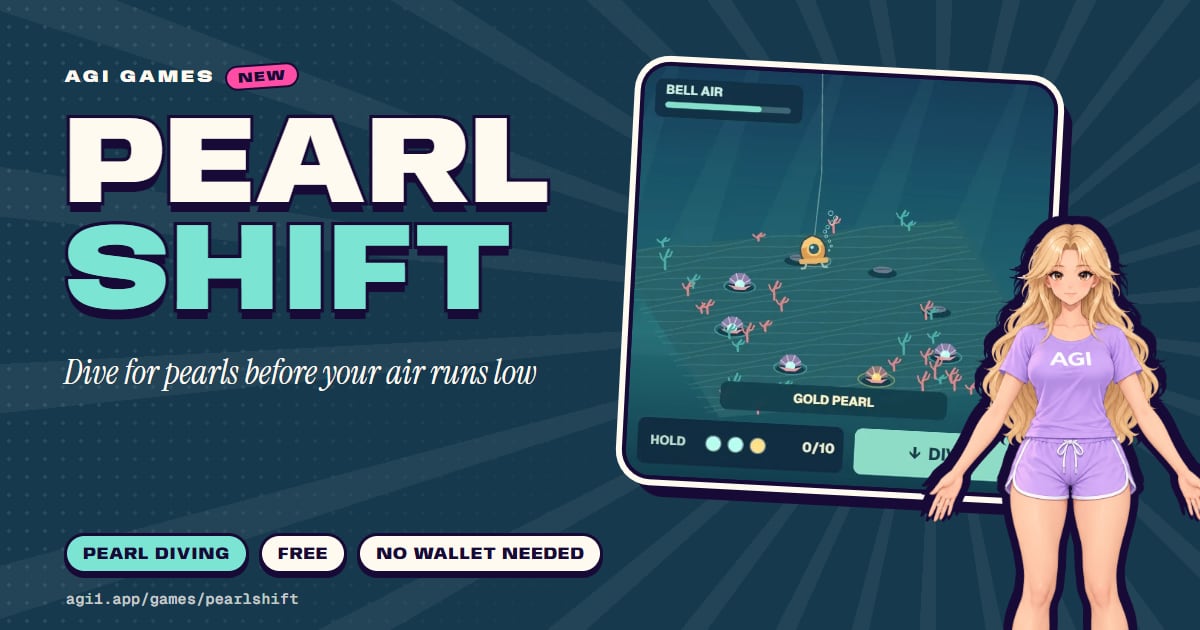 AGI GAMES NEW
PEARL
SHIFT
Dive for pearls before your air runs low
PEARL DIVING FREE NO WALLET NEEDED
agi1.app/games/pearlshift
BELL AIR
GOLD PEARL
HOLD 0/10
AGI